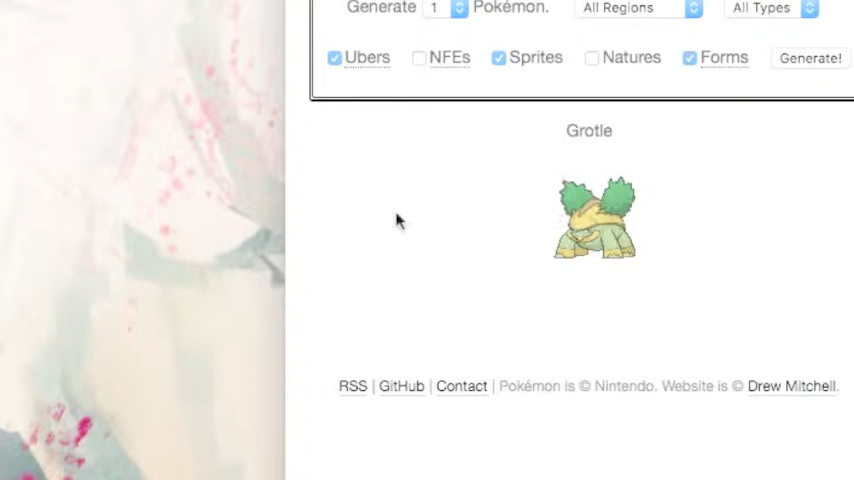 Generate 1 Pokémon. All Regions All Types
Ubers NFEs Sprites Natures Forms Generate!
Grotle
RSS | GitHub | Contact | Pokémon is © Nintendo. Website is © Drew Mitchell.